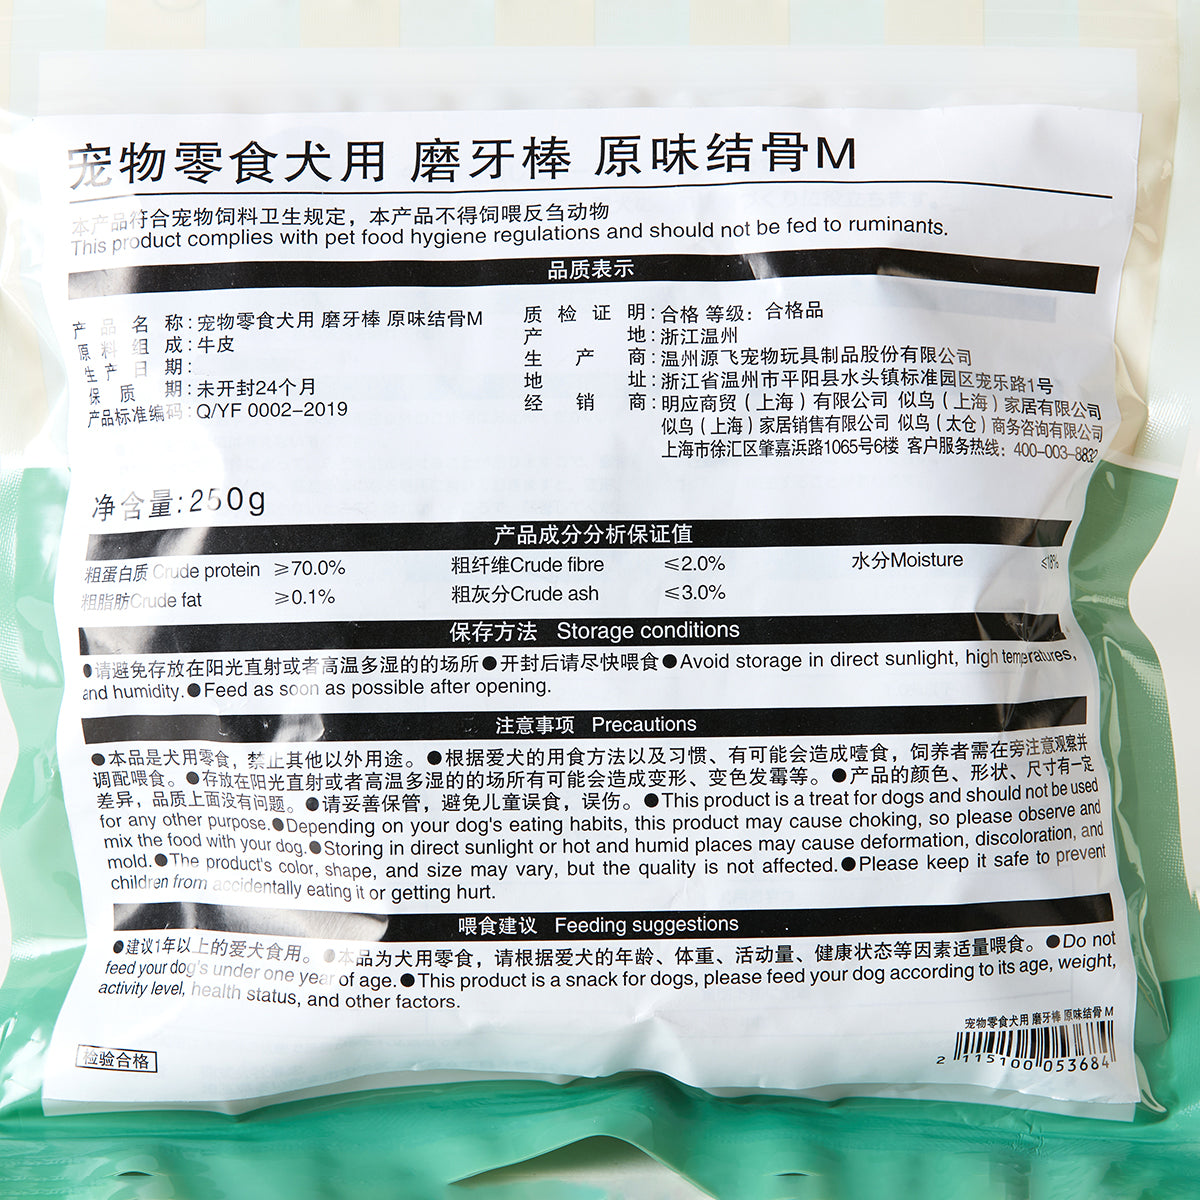 宠物零食犬用 磨牙棒 原味结骨M
本产品符合宠物饲料卫生规定，本产品不得饲喂反刍动物
This product complies with pet food hygiene regulations and should not be fed to ruminants.
品质表示
产品名称：宠物零食犬用 磨牙棒 原味结骨M
原料组成：牛皮
生产日期：
保质期：未开封24个月
产品标准编码：Q/YF 0002-2019
质检证明：合格 等级：合格品
产地：浙江温州
生产商：温州源飞宠物玩具制品股份有限公司
地址：浙江省温州市平阳县水头镇标准园区宠乐路1号
经销商：明应商贸（上海）有限公司 似鸟（上海）家居有限公司
似鸟（上海）家居销售有限公司 似鸟（太仓）商务咨询有限公司
上海市徐汇区肇嘉浜路1065号6楼 客户服务热线：400-003-8832
净含量：250g
产品成分分析保证值
粗蛋白质 Crude protein ≥70.0% 粗纤维Crude fibre ≤2.0% 水分Moisture ≤18%
粗脂肪Crude fat ≥0.1% 粗灰分Crude ash ≤3.0%
保存方法 Storage conditions
●请避免存放在阳光直射或者高温多湿的的场所●开封后请尽快喂食●Avoid storage in direct sunlight, high temperatures,
and humidity.●Feed as soon as possible after opening.
注意事项 Precautions
●本品是犬用零食，禁止其他以外用途。●根据爱犬的用食方法以及习惯、有可能会造成噎食，饲养者需在旁注意观察并
调配喂食。●存放在阳光直射或者高温多湿的的场所有可能会造成变形、变色发霉等。●产品的颜色、形状、尺寸有一定
差异，品质上面没有问题。●请妥善保管，避免儿童误食，误伤。●This product is a treat for dogs and should not be used
for any other purpose.●Depending on your dog's eating habits, this product may cause choking, so please observe and
mix the food with your dog.●Storing in direct sunlight or hot and humid places may cause deformation, discoloration, and
mold.●The product's color, shape, and size may vary, but the quality is not affected.●Please keep it safe to prevent
children from accidentally eating it or getting hurt.
喂食建议 Feeding suggestions
●建议1年以上的爱犬食用。●本品为犬用零食，请根据爱犬的年龄、体重、活动量、健康状态等因素适量喂食。●Do not
feed your dog's under one year of age.●This product is a snack for dogs, please feed your dog according to its age, weight,
activity level, health status, and other factors.
宠物零食犬用 磨牙棒 原味结骨 M
2 115100 053684
检验合格